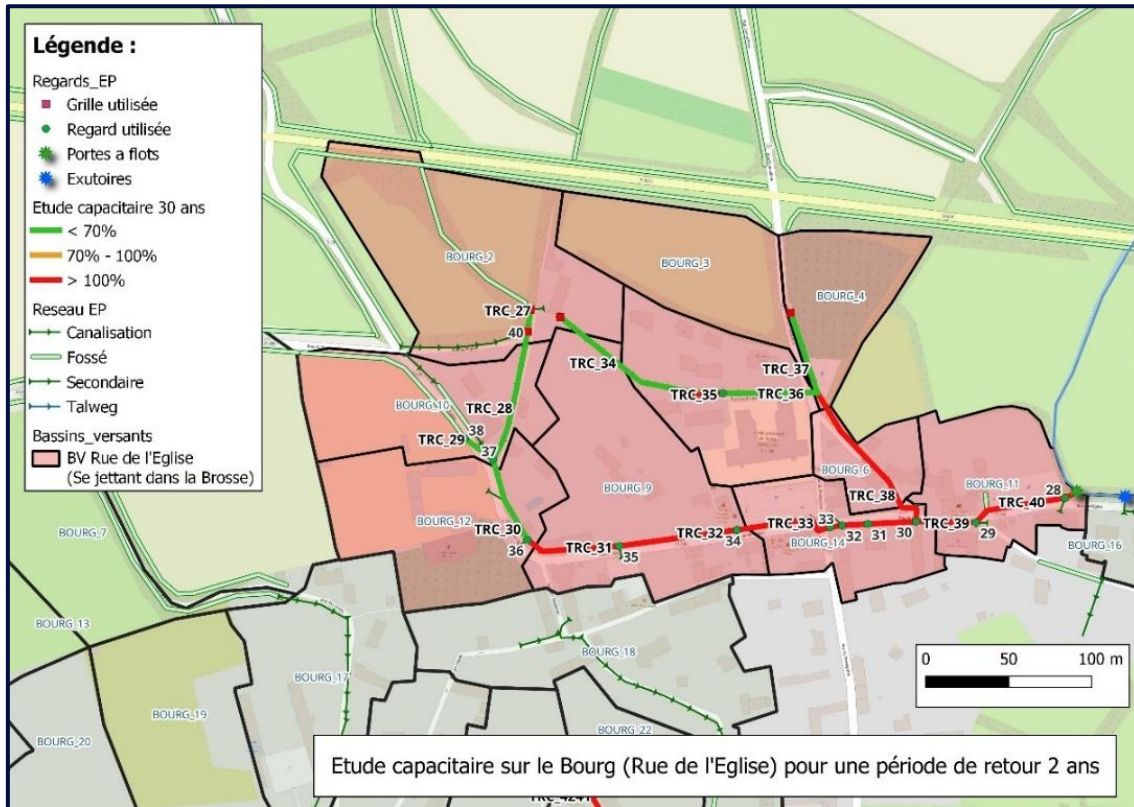 Légende :
Regards_EP
Grille utilisée
Regard utilisée
Portes a flots
Exutoires
Etude capacitaire 30 ans
< 70%
70% - 100%
> 100%
Reseau EP
Canalisation
Fossé
Secondaire
Talweg
Bassins_versants
BV Rue de l'Eglise
(Se jettant dans la Brosse)
BOURG_2
BOURG_3
BOURG_4
TRC_27
40
TRC_34
TRC_37
TRC_35
TRC_36
TRC_28
BOURG_10
38
TRC_29
37
BOURG_9
BOURG_6
TRC_38
BOURG_11
28
TRC_40
BOURG_12
TRC_30
36
TRC_31
35
TRC_32
34
TRC_33
33
BOURG_14
32
31
30
TRC_39
29
BOURG_16
BOURG_7
BOURG_13
BOURG_17
BOURG_18
BOURG_19
BOURG_20
BOURG_22
0 50 100 m
Etude capacitaire sur le Bourg (Rue de l'Eglise) pour une période de retour 2 ans
TRC_4241